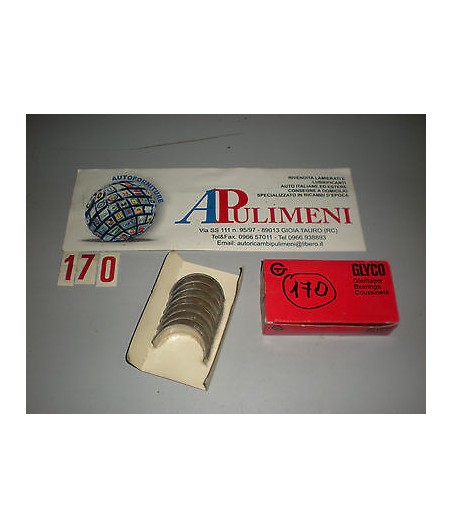 AUTOFORNITURE
APULIMENI
RIVENDITA LAMIERATI E
LUBRIFICANTI
AUTO ITALIANE ED ESTERE
CONSEGNE A DOMICILIO
SPECIALIZZATO IN RICAMBI D'EPOCA
Via SS 111 n. 95/97 - 89013 GIOIA TAURO (RC)
Tel&Fax. 0966 57011 - Tel 0966 938693
Email: autoricambipulimeni@libero.it
170
GLYCO
Gleitlager
Bearings
Coussinets
170